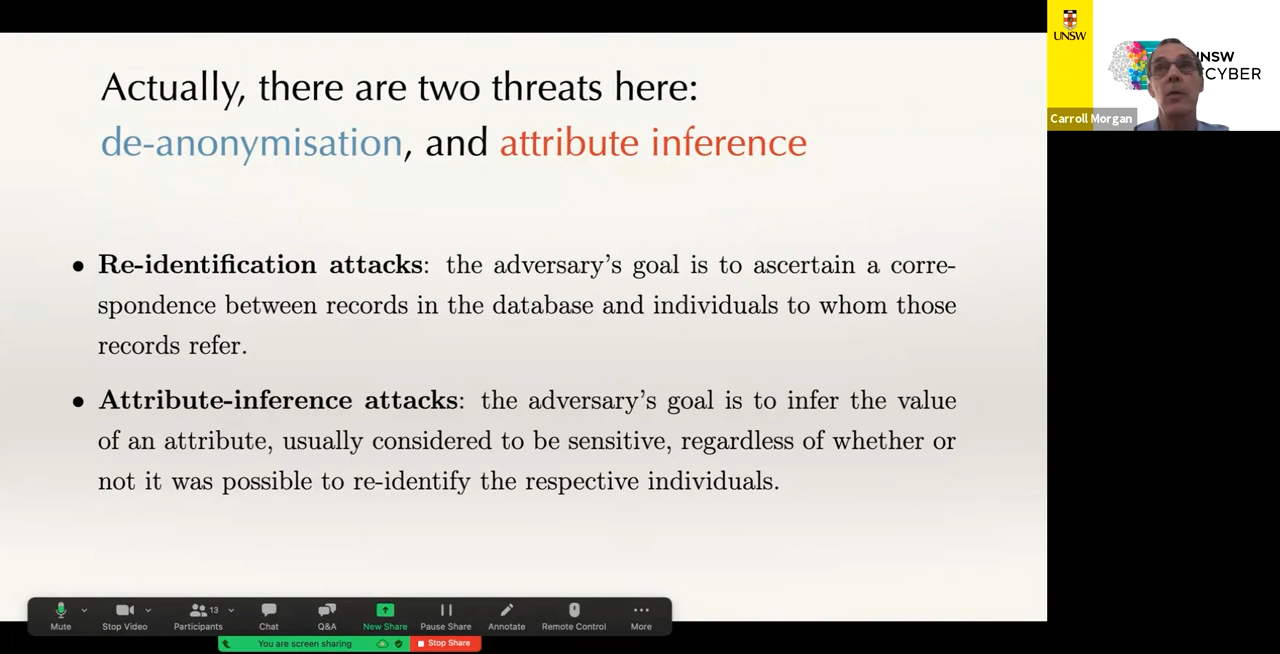 Actually, there are two threats here:
de-anonymisation, and attribute inference
• Re-identification attacks: the adversary's goal is to ascertain a corre-
spondence between records in the database and individuals to whom those
records refer.
• Attribute-inference attacks: the adversary's goal is to infer the value
of an attribute, usually considered to be sensitive, regardless of whether or
not it was possible to re-identify the respective individuals.
UNSW
CYBER
Carroll Morgan
13
Mute
Stop Video
Participants
Chat
Q&A
New Share
Pause Share
Annotate
Remote Control
More
You are screen sharing
Stop Share